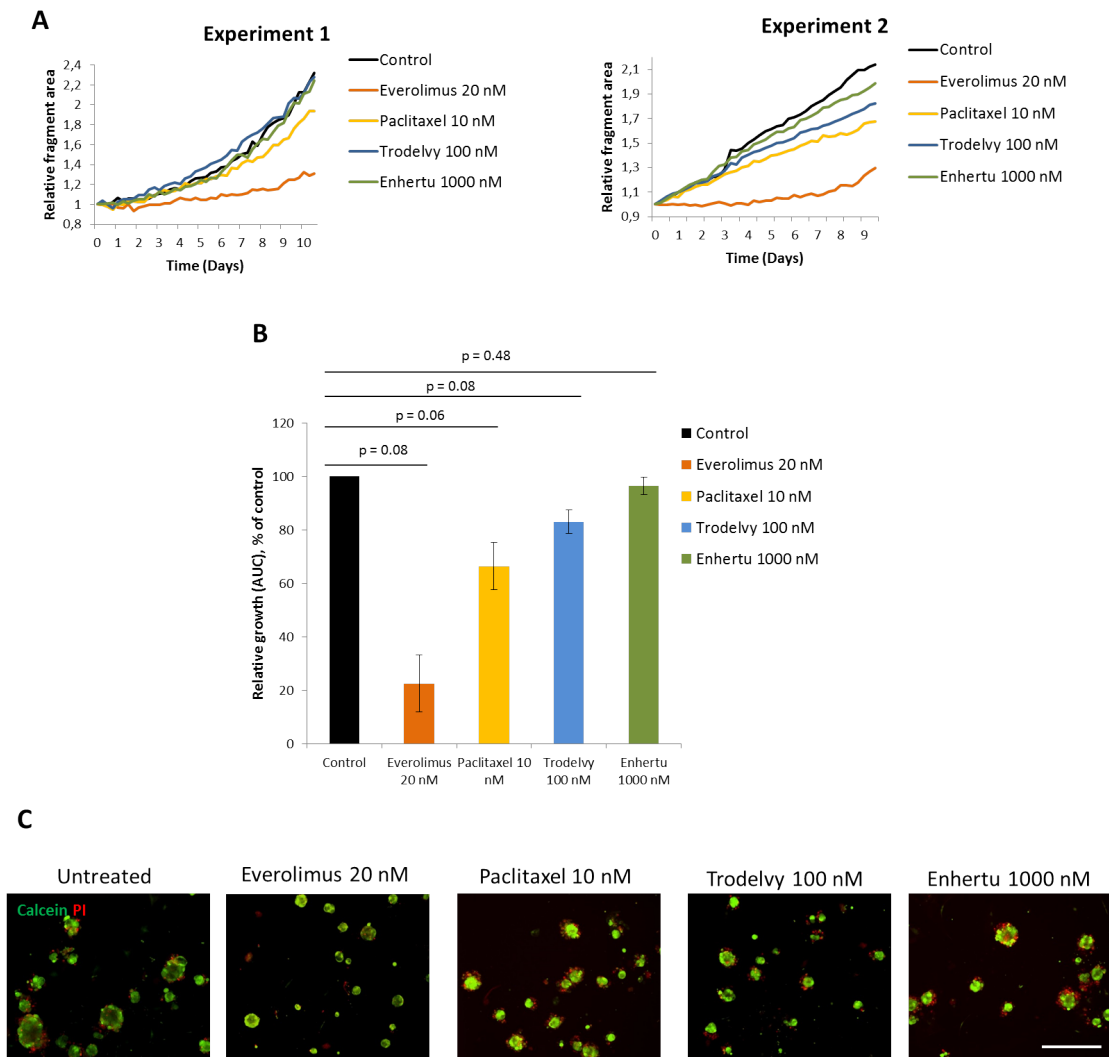 A
Experiment 1
Relative fragment area
2,4
2,2
2
1,8
1,6
1,4
1,2
1
0,8
0 1 2 3 4 5 6 7 8 9 10
Time (Days)
Control
Everolimus 20 nM
Paclitaxel 10 nM
Trodelvy 100 nM
Enhertu 1000 nM
Experiment 2
Relative fragment area
2,1
1,9
1,7
1,5
1,3
1,1
0,9
0 1 2 3 4 5 6 7 8 9
Time (Days)
Control
Everolimus 20 nM
Paclitaxel 10 nM
Trodelvy 100 nM
Enhertu 1000 nM
B
p = 0.48
p = 0.08
p = 0.06
p = 0.08
Relative growth (AUC), % of control
120
100
80
60
40
20
0
Control
Everolimus
20 nM
Paclitaxel 10
nM
Trodelvy
100 nM
Enhertu
1000 nM
Control
Everolimus 20 nM
Paclitaxel 10 nM
Trodelvy 100 nM
Enhertu 1000 nM
C
Untreated
Everolimus 20 nM
Paclitaxel 10 nM
Trodelvy 100 nM
Enhertu 1000 nM
Calcein PI